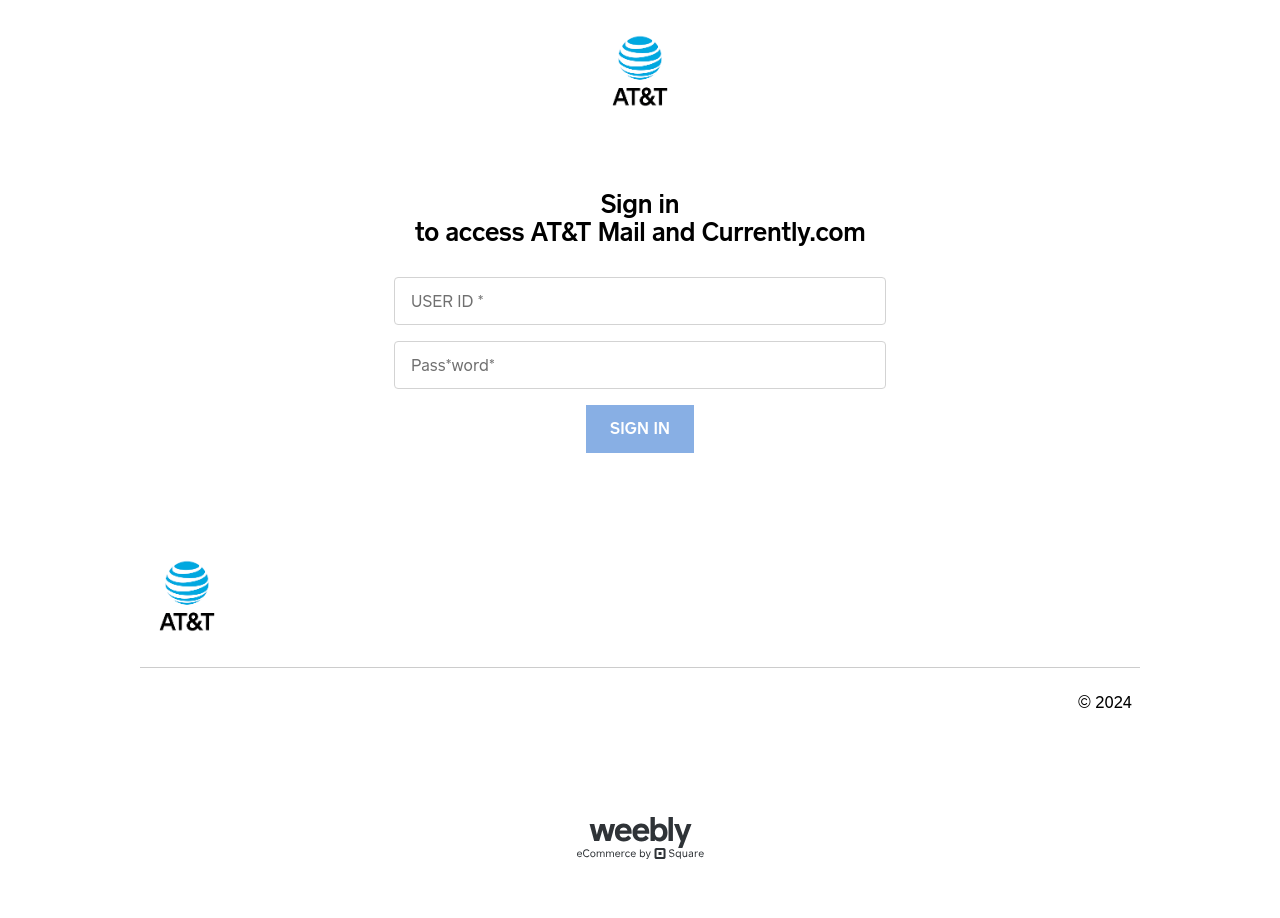 AT&T
Sign in
to access AT&T Mail and Currently.com
USER ID *
Pass*word*
SIGN IN
AT&T
© 2024
weebly
eCommerce by Square